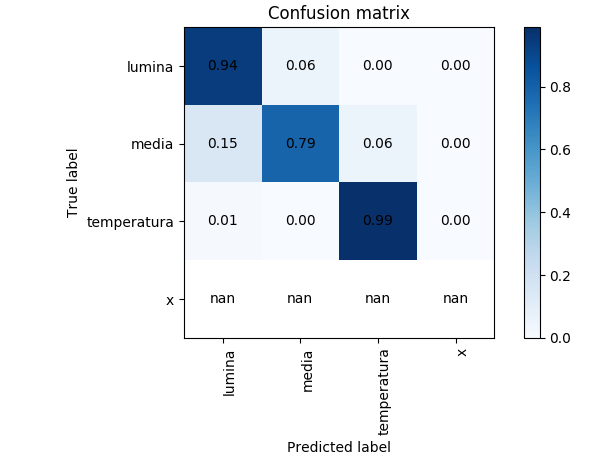 Confusion matrix
lumina 0.94 0.06 0.00 0.00
media 0.15 0.79 0.06 0.00
temperatura 0.01 0.00 0.99 0.00
x nan nan nan nan
True label
lumina media temperatura x
Predicted label
0.8
0.6
0.4
0.2
0.0